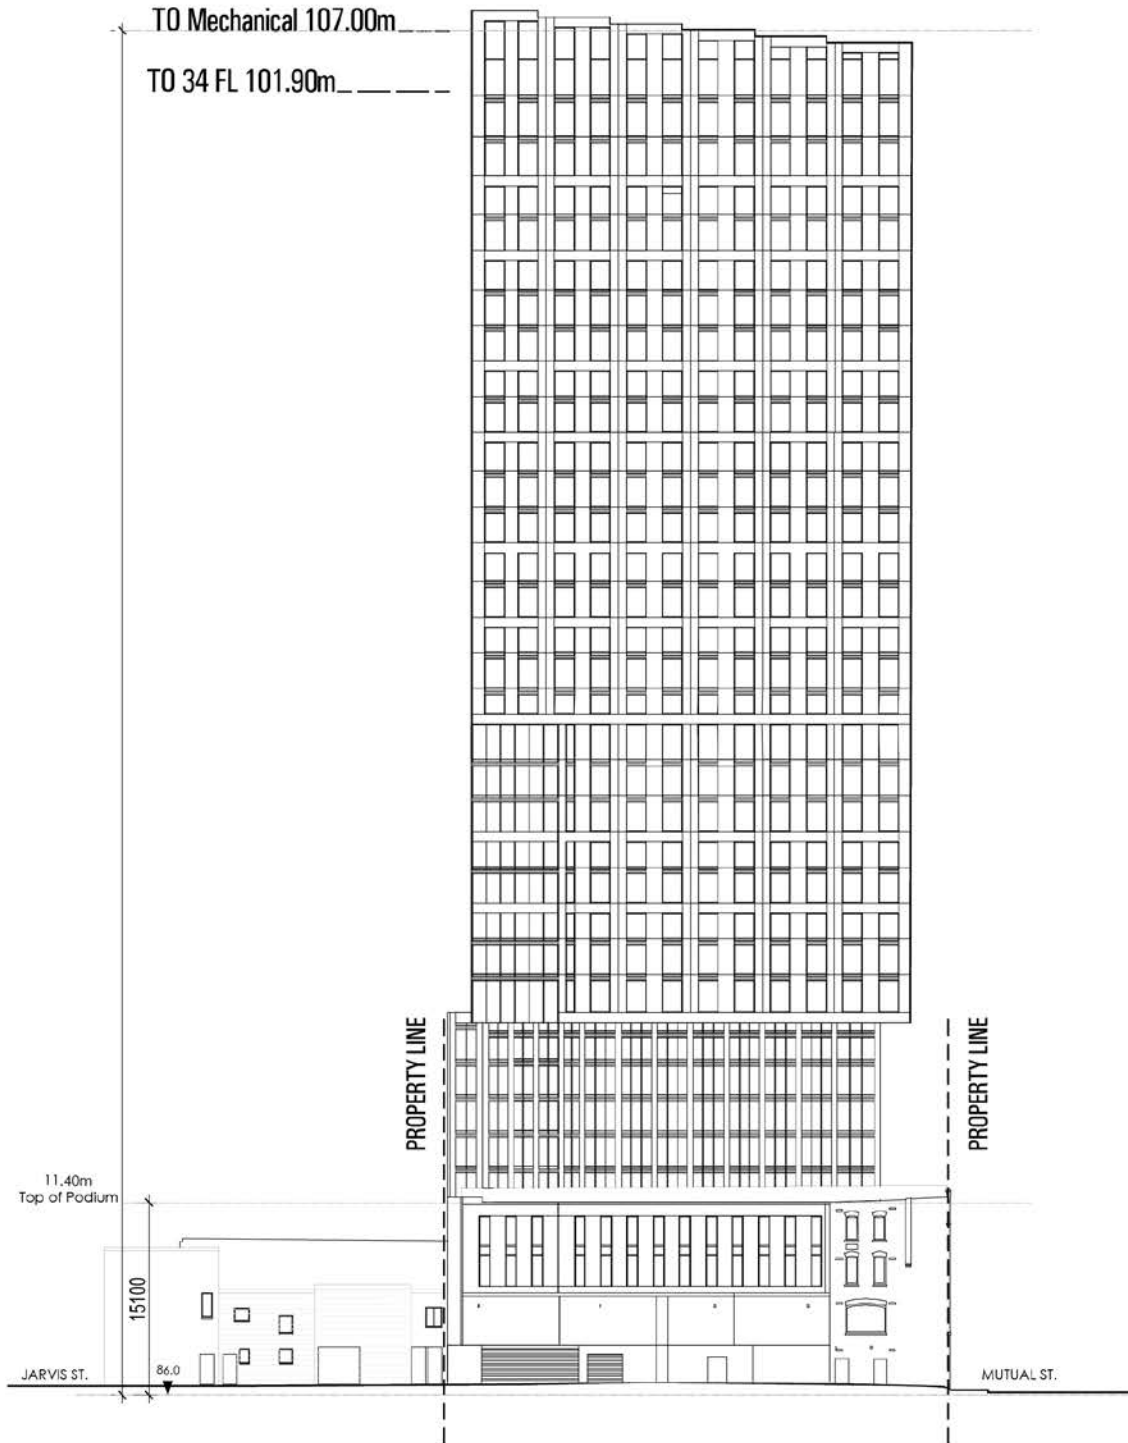 TO Mechanical 107.00m
TO 34 FL 101.90m
PROPERTY LINE
PROPERTY LINE
11.40m
Top of Podium
15100
JARVIS ST.
86.0
MUTUAL ST.